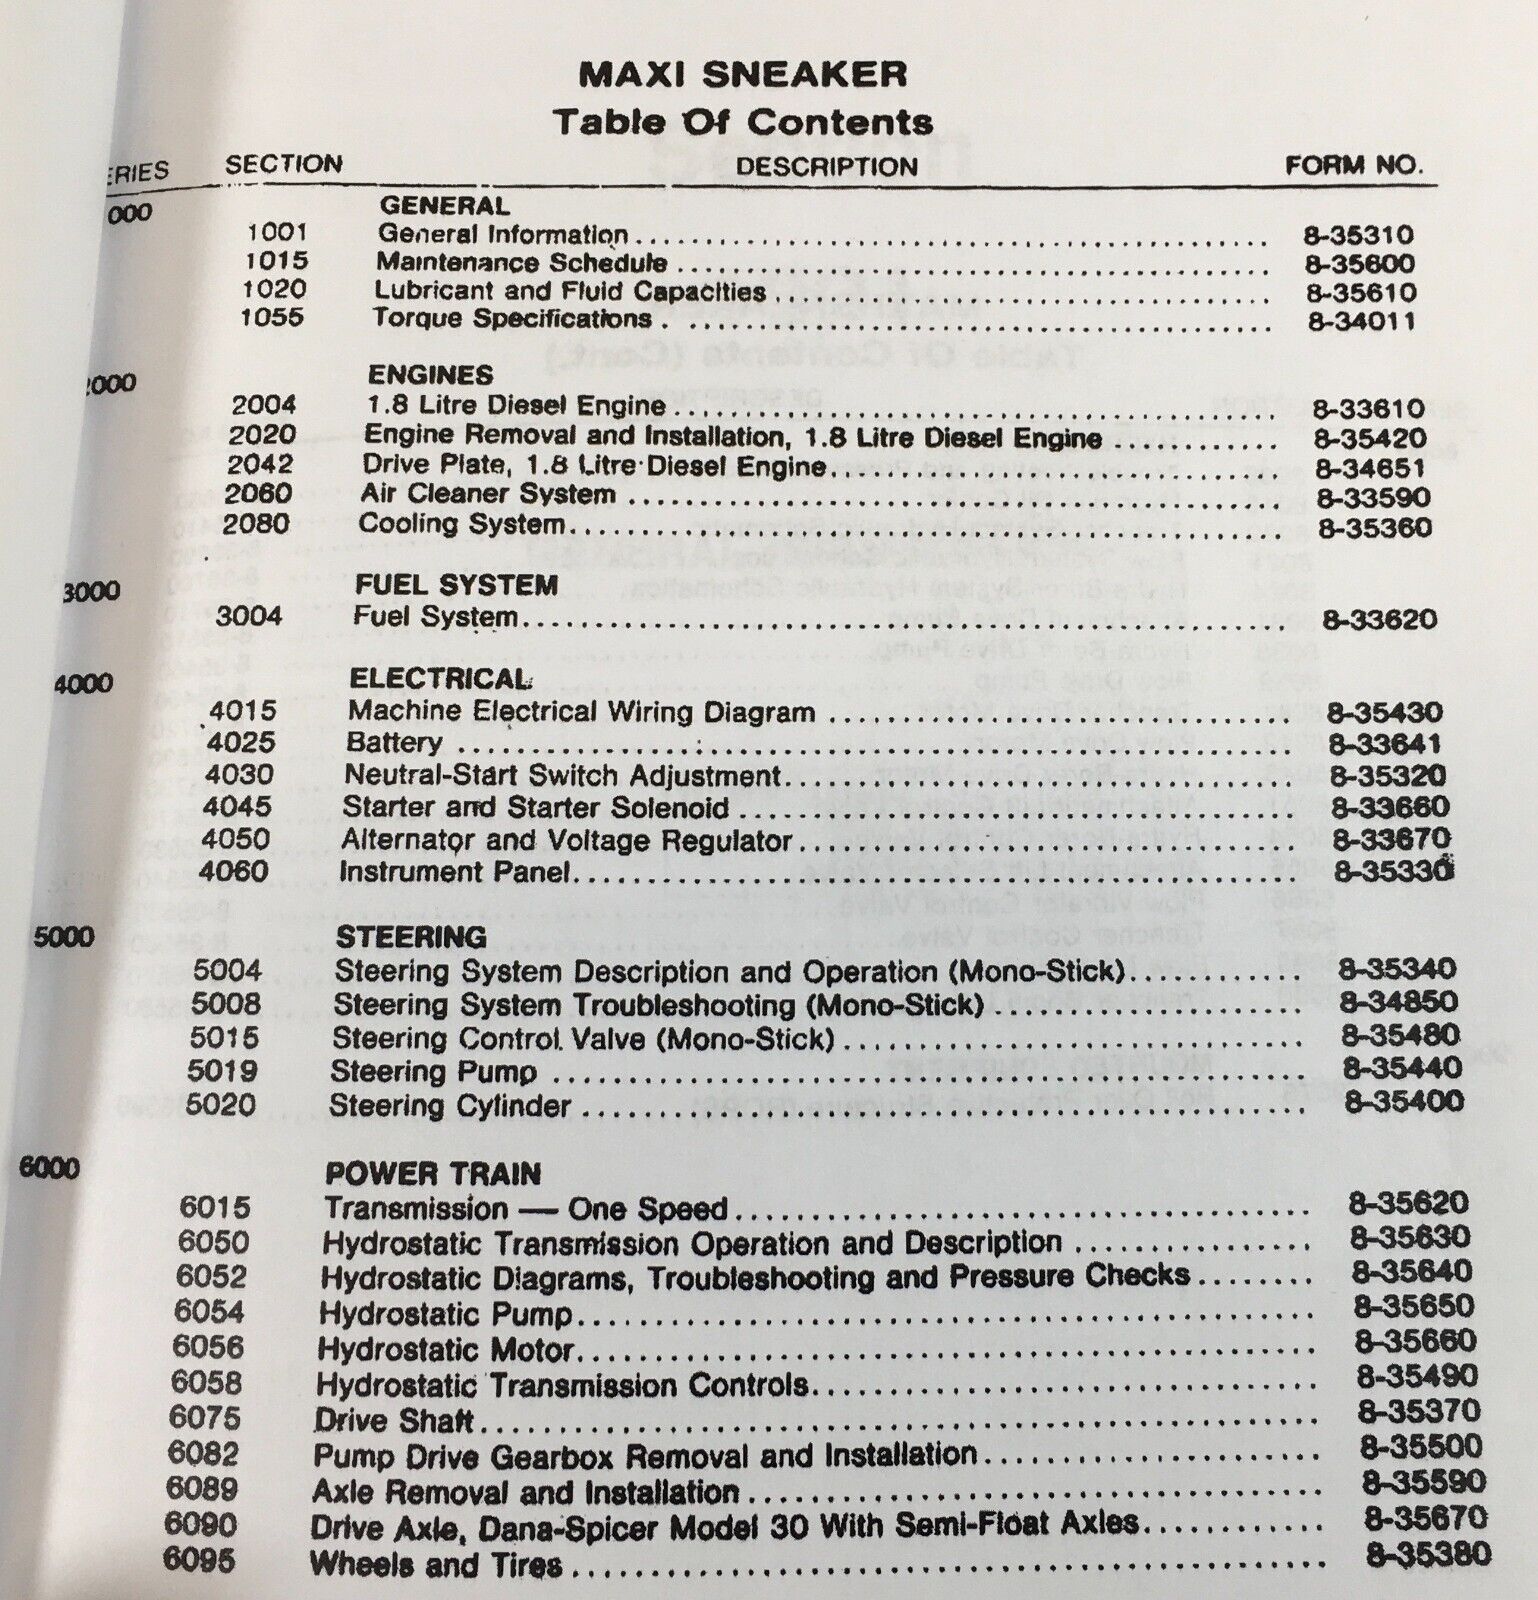 MAXI SNEAKER
Table Of Contents
ERIES SECTION DESCRIPTION FORM NO.
000 GENERAL
1001 General Information 8-35310
1015 Maintenance Schedule 8-35600
1020 Lubricant and Fluid Capacities 8-35610
1055 Torque Specifications 8-34011
2000 ENGINES
2004 1.8 Litre Diesel Engine 8-33610
2020 Engine Removal and Installation, 1.8 Litre Diesel Engine 8-35420
2042 Drive Plate, 1.8 Litre Diesel Engine 8-34651
2060 Air Cleaner System 8-33590
2080 Cooling System 8-35360
3000 FUEL SYSTEM
3004 Fuel System 8-33620
4000 ELECTRICAL
4015 Machine Electrical Wiring Diagram 8-35430
4025 Battery 8-33641
4030 Neutral-Start Switch Adjustment 8-35320
4045 Starter and Starter Solenoid 8-33660
4050 Alternator and Voltage Regulator 8-33670
4060 Instrument Panel 8-35330
5000 STEERING
5004 Steering System Description and Operation (Mono-Stick) 8-35340
5008 Steering System Troubleshooting (Mono-Stick) 8-34850
5015 Steering Control Valve (Mono-Stick) 8-35480
5019 Steering Pump 8-35440
5020 Steering Cylinder 8-35400
6000 POWER TRAIN
6015 Transmission — One Speed 8-35620
6050 Hydrostatic Transmission Operation and Description 8-35630
6052 Hydrostatic Diagrams, Troubleshooting and Pressure Checks 8-35640
6054 Hydrostatic Pump 8-35650
6056 Hydrostatic Motor 8-35660
6058 Hydrostatic Transmission Controls 8-35490
6075 Drive Shaft 8-35370
6082 Pump Drive Gearbox Removal and Installation 8-35500
6089 Axle Removal and Installation 8-35590
6090 Drive Axle, Dana-Spicer Model 30 With Semi-Float Axles 8-35670
6095 Wheels and Tires 8-35380